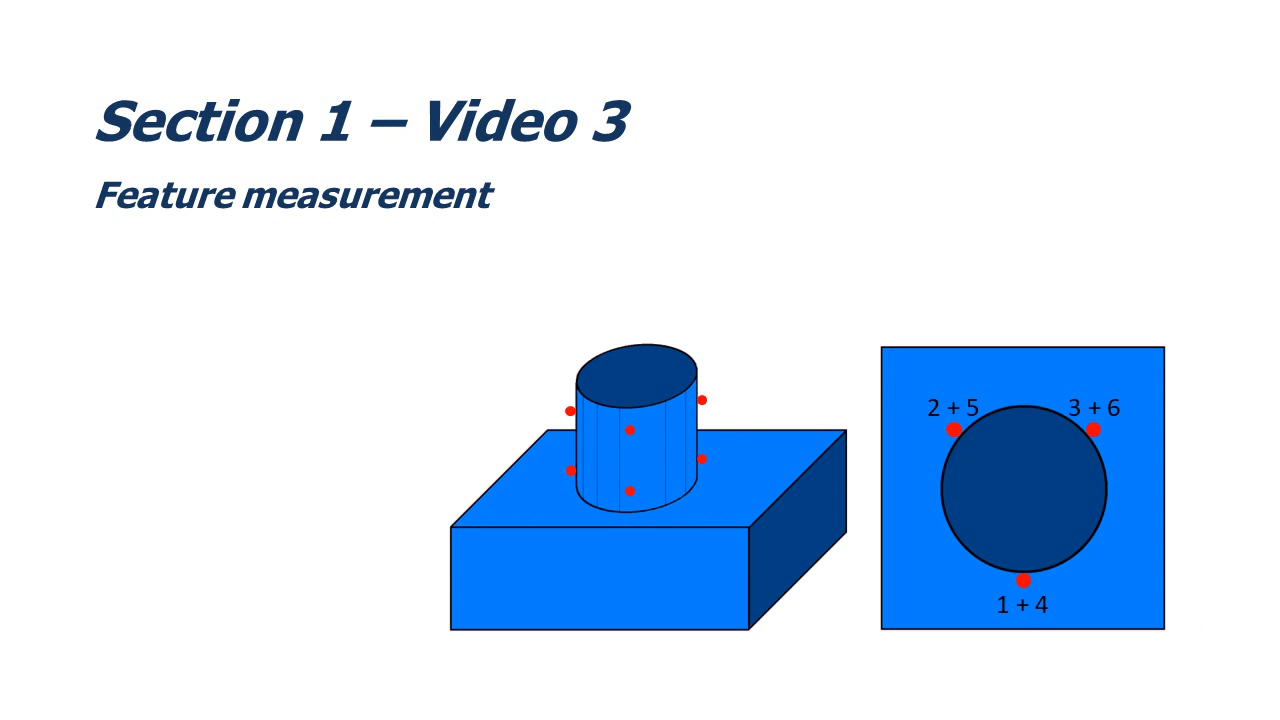 Section 1 – Video 3
Feature measurement
2 + 5
3 + 6
1 + 4